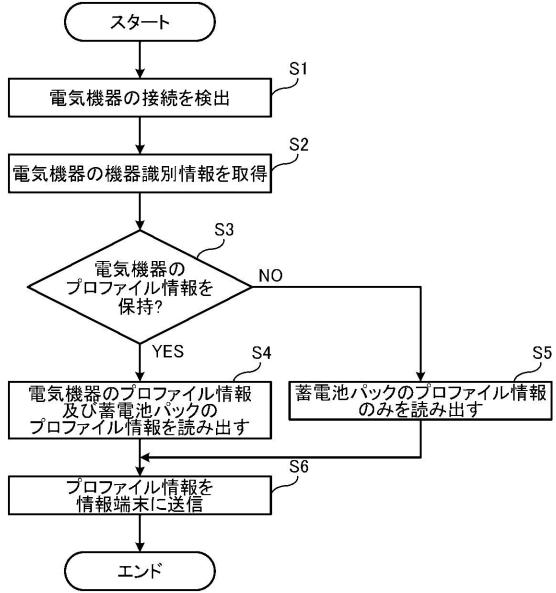 スタート
S1
電気機器の接続を検出
S2
電気機器の機器識別情報を取得
S3
電気機器の
プロファイル情報を
保持?
NO
YES
S4
電気機器のプロファイル情報
及び蓄電池パックの
プロファイル情報を読み出す
S5
蓄電池パックのプロファイル情報
のみを読み出す
S6
プロファイル情報を
情報端末に送信
エンド